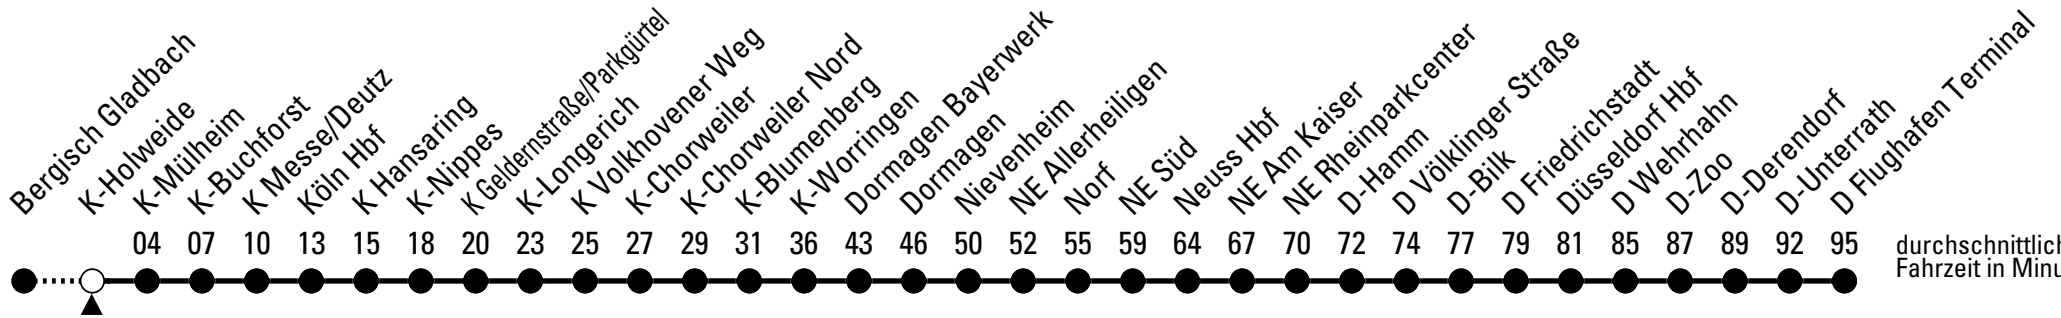 Bergisch Gladbach
K-Holweide
K-Mülheim
K-Buchforst
K Messe/Deutz
Köln Hbf
K Hansaring
K-Nippes
K Geldernstraße/Parkgürtel
K-Longerich
K Volkhovener Weg
K-Chorweiler
K-Chorweiler Nord
K-Blumenberg
K-Worringen
Dormagen Bayerwerk
Dormagen
Nievenheim
NE Allerheiligen
Norf
NE Süd
Neuss Hbf
NE Am Kaiser
NE Rheinparkcenter
D-Hamm
D Völklinger Straße
D-Bilk
D Friedrichstadt
Düsseldorf Hbf
D Wehrhahn
D-Zoo
D-Derendorf
D-Unterrath
D Flughafen Terminal
04 07 10 13 15 18 20 23 25 27 29 31 36 43 46 50 52 55 59 64 67 70 72 74 77 79 81 85 87 89 92 95
durchschnittlich
Fahrzeit in Minu